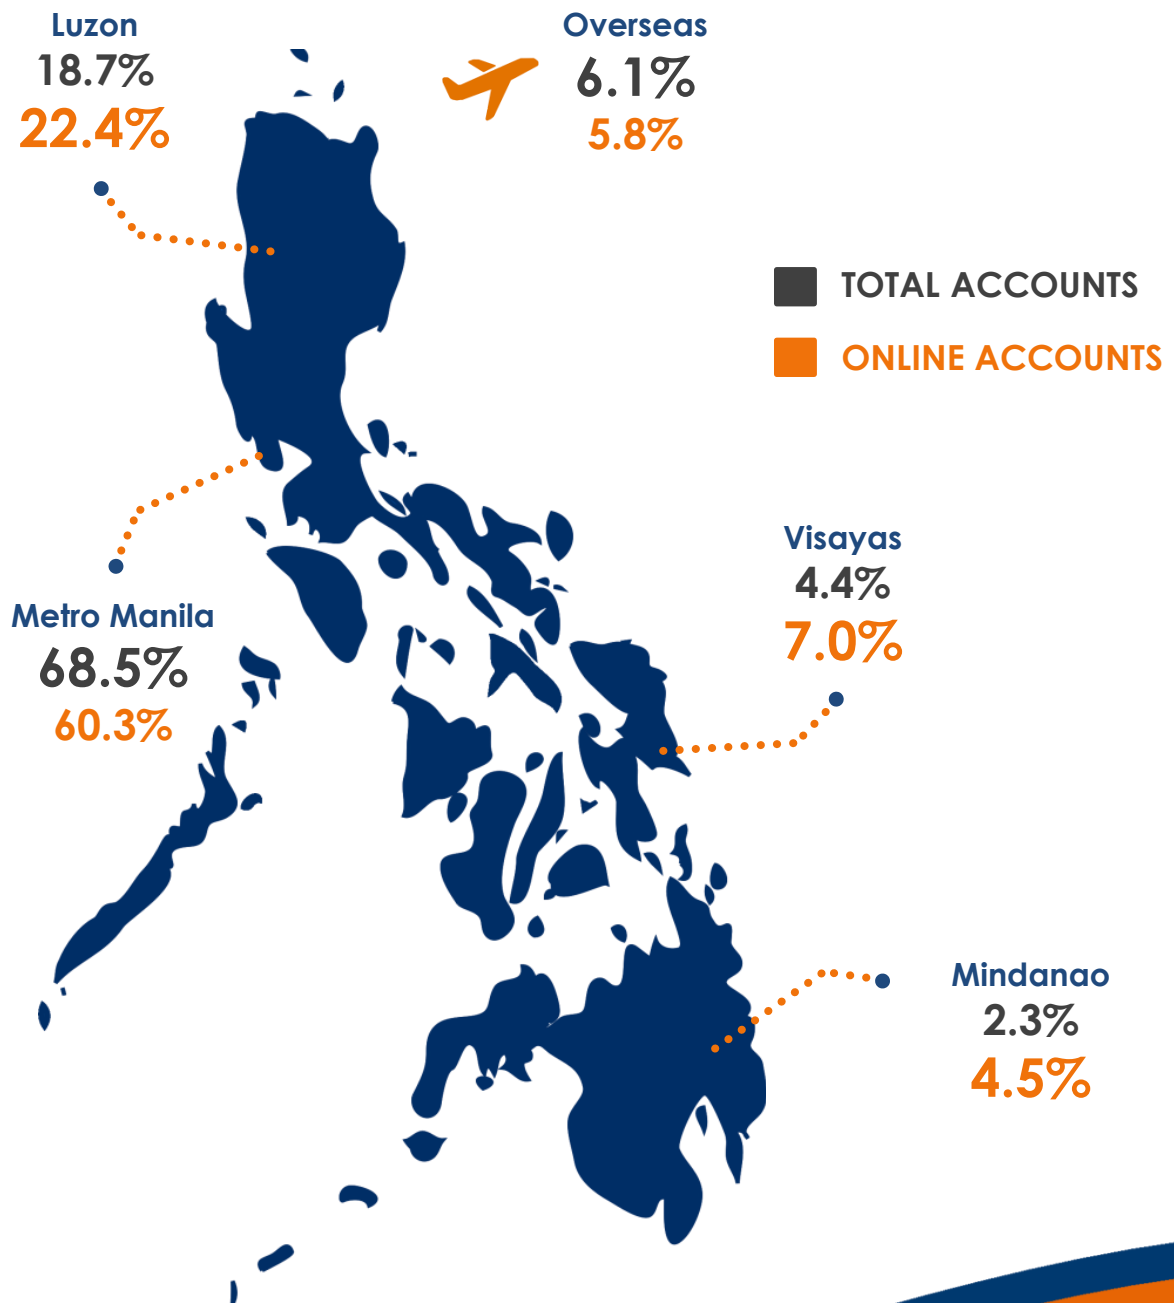 Luzon
18.7%
22.4%
Overseas
6.1%
5.8%
TOTAL ACCOUNTS
ONLINE ACCOUNTS
Metro Manila
68.5%
60.3%
Visayas
4.4%
7.0%
Mindanao
2.3%
4.5%